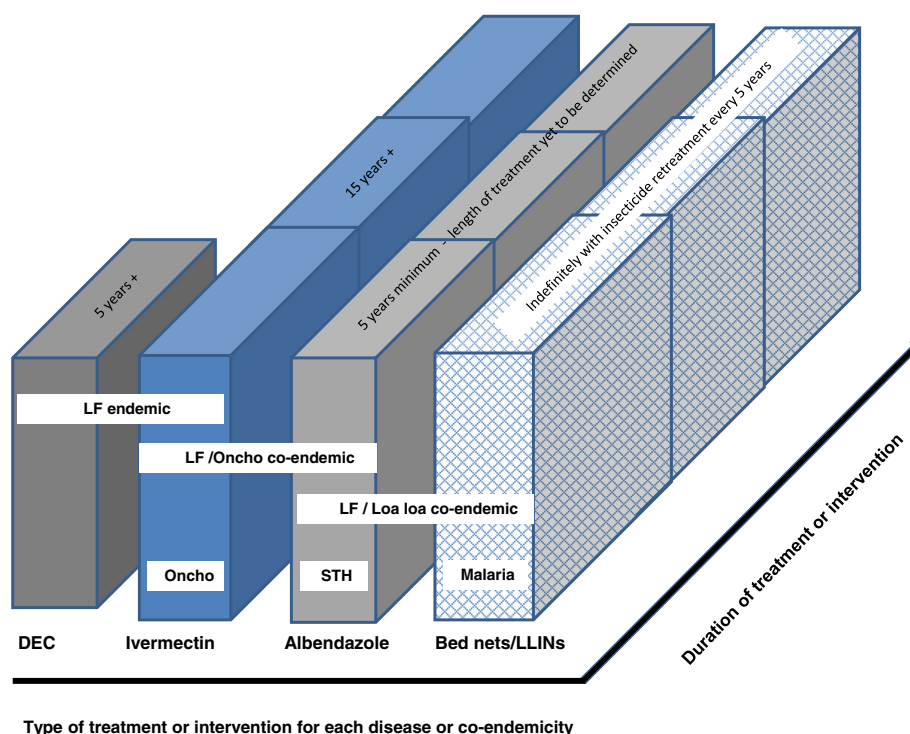 5 years +
15 years +
5 years minimum - length of treatment yet to be determined
Indefinitely with insecticide retreatment every 5 years
LF endemic
LF /Oncho co-endemic
LF / Loa loa co-endemic
Oncho
STH
Malaria
DEC
Ivermectin
Albendazole
Bed nets/LLINs
Duration of treatment or intervention
Type of treatment or intervention for each disease or co-endemicity